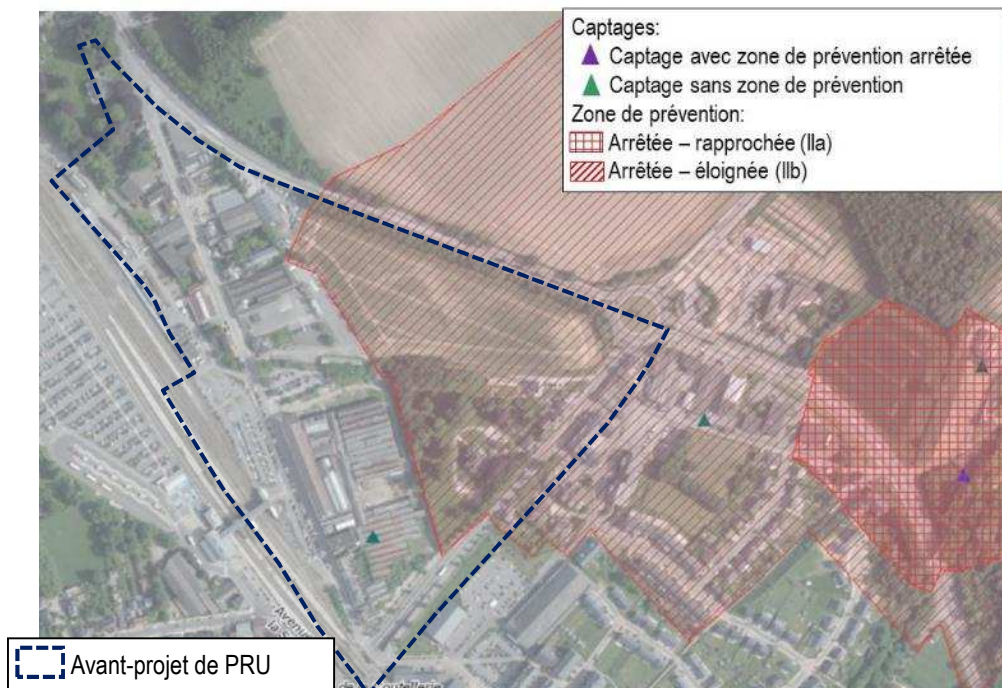 Captages:
Captage avec zone de prévention arrêtée
Captage sans zone de prévention
Zone de prévention:
Arrêtée – rapprochée (IIa)
Arrêtée – éloignée (IIb)
Avenue
Avant-projet de PRU